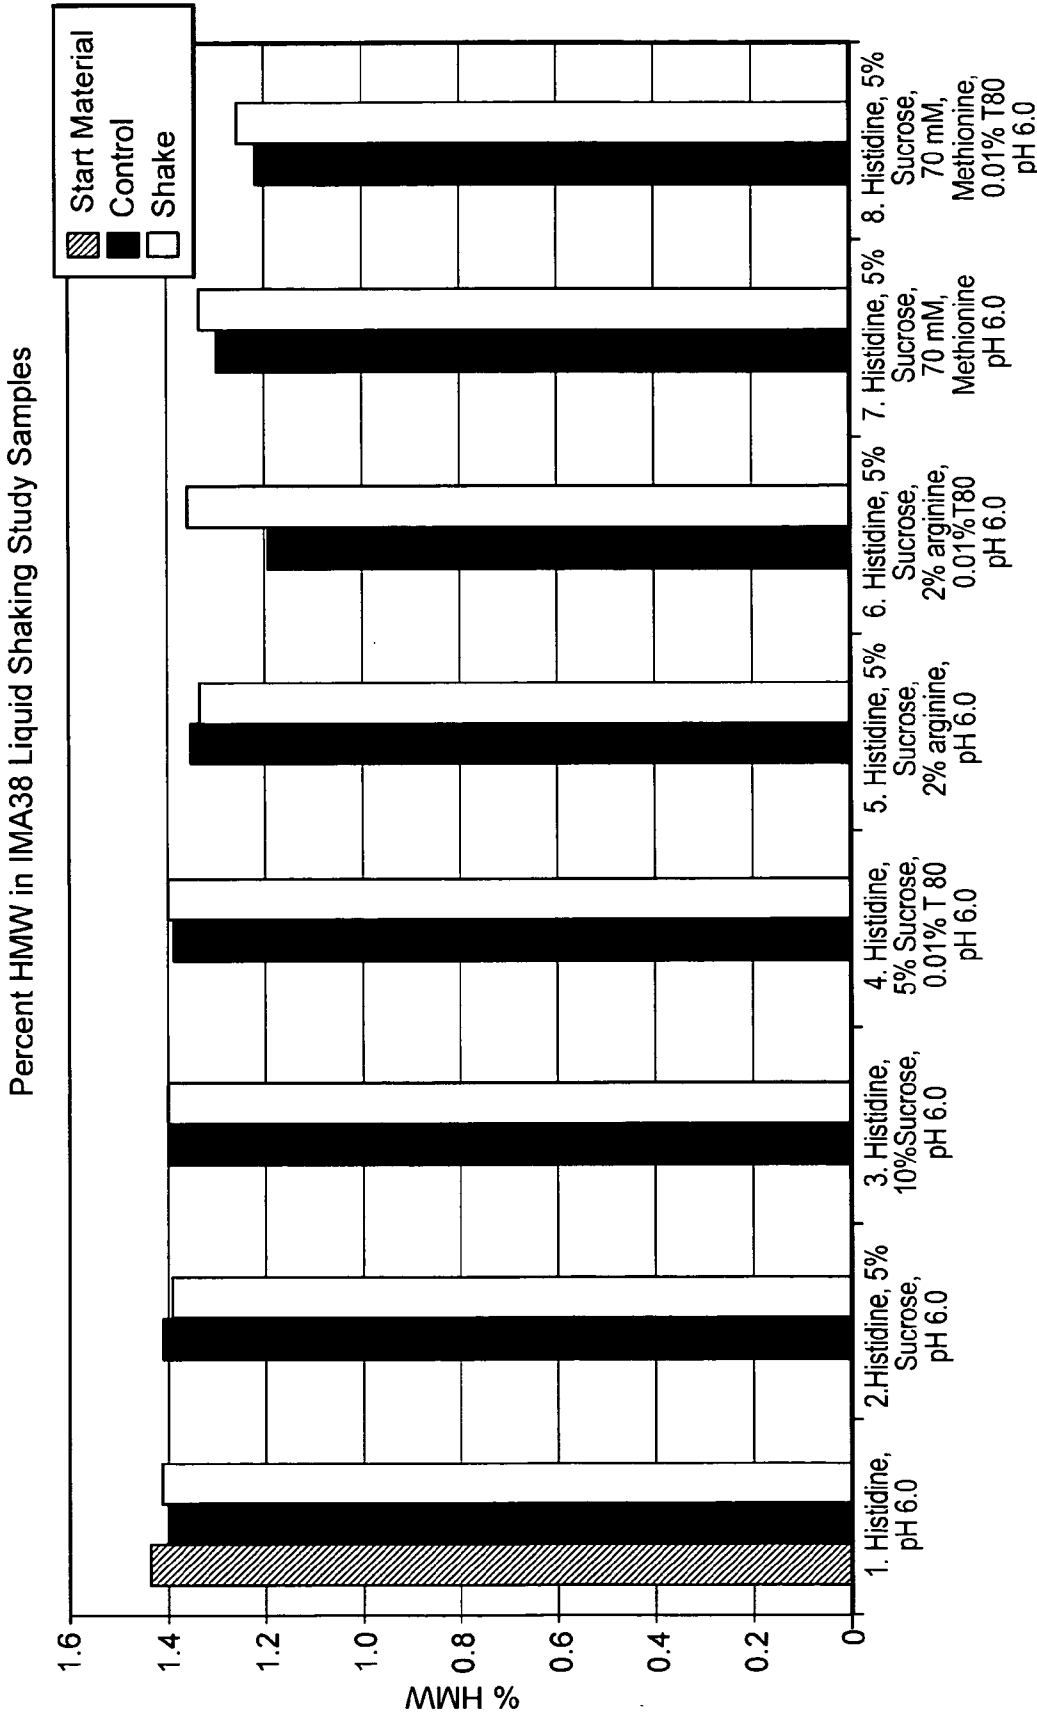 Percent HMW in IMA38 Liquid Shaking Study Samples
Start Material
Control
Shake
% HMW
1.6
1.4
1.2
1.0
0.8
0.6
0.4
0.2
0
1. Histidine,
pH 6.0
2.Histidine, 5%
Sucrose,
pH 6.0
3. Histidine,
10%Sucrose,
pH 6.0
4. Histidine,
5% Sucrose,
0.01% T 80
pH 6.0
5. Histidine, 5%
Sucrose,
2% arginine,
pH 6.0
6. Histidine, 5%
Sucrose,
2% arginine,
0.01%T80
pH 6.0
7. Histidine, 5%
Sucrose,
70 mM,
Methionine
pH 6.0
8. Histidine, 5%
Sucrose,
70 mM,
Methionine,
0.01% T80
pH 6.0